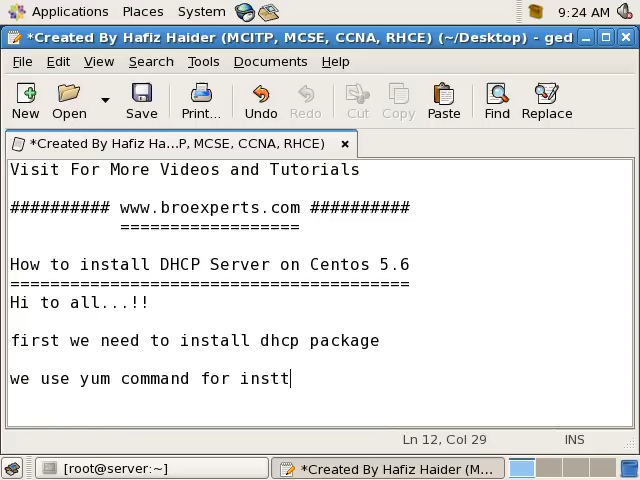 Applications Places System 9:24 AM
*Created By Hafiz Haider (MCITP, MCSE, CCNA, RHCE) (~/Desktop) - ged
File Edit View Search Tools Documents Help
New Open Save Print... Undo Redo Cut Copy Paste Find Replace
*Created By Hafiz Ha...P, MCSE, CCNA, RHCE)
Visit For More Videos and Tutorials
########## www.broexperts.com ##########
==================
How to install DHCP Server on Centos 5.6
========================================
Hi to all...!!
first we need to install dhcp package
we use yum command for instt
Ln 12, Col 29 INS
[root@server:~] *Created By Hafiz Haider (M...